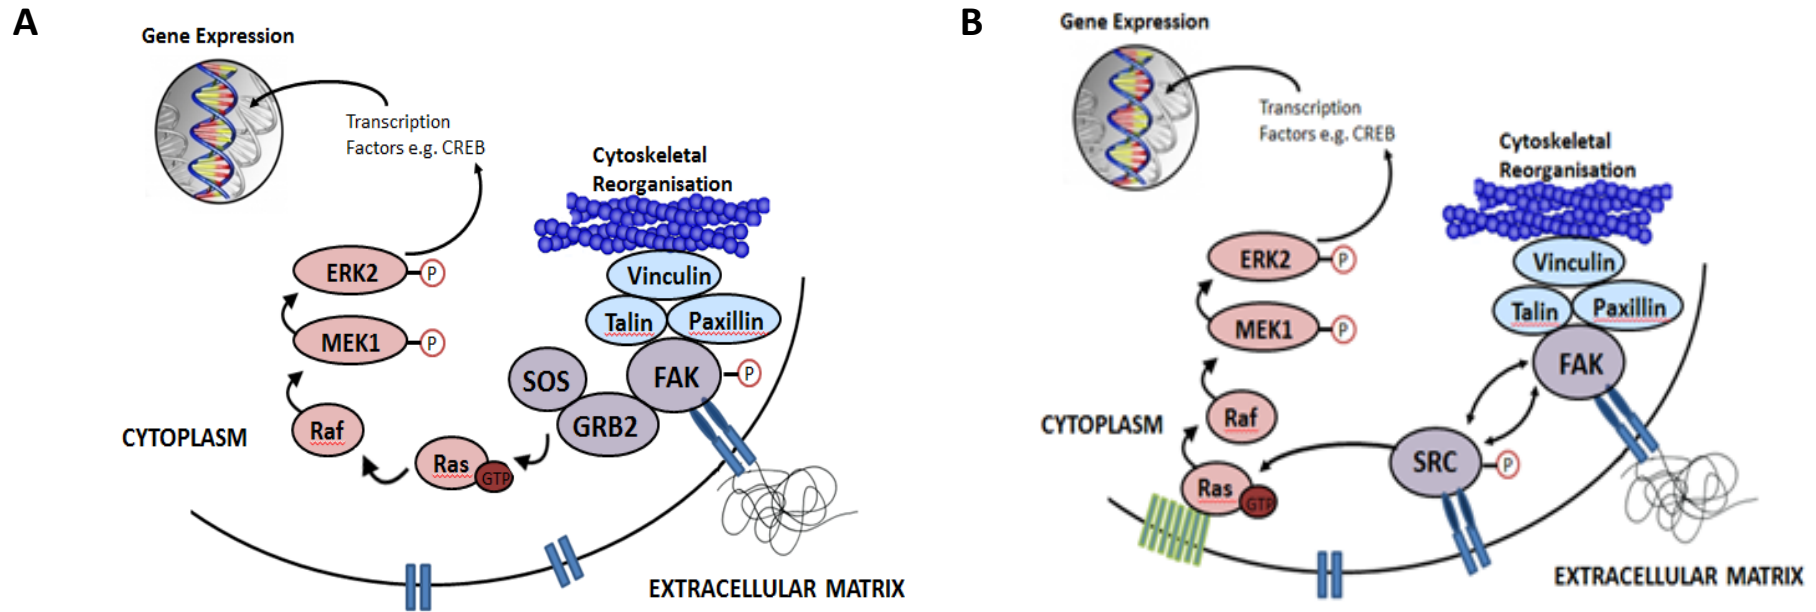 A
Gene Expression
Transcription
Factors e.g. CREB
Cytoskeletal
Reorganisation
ERK2
P
Vinculin
MEK1
P
Talin
Paxillin
SOS
FAK
P
GRB2
CYTOPLASM
Raf
Ras
GTP
EXTRACELLULAR MATRIX
B
Gene Expression
Transcription
Factors e.g. CREB
Cytoskeletal
Reorganisation
ERK2
P
Vinculin
MEK1
P
Talin
Paxillin
FAK
CYTOPLASM
Raf
SRC
P
Ras
GTP
EXTRACELLULAR MATRIX